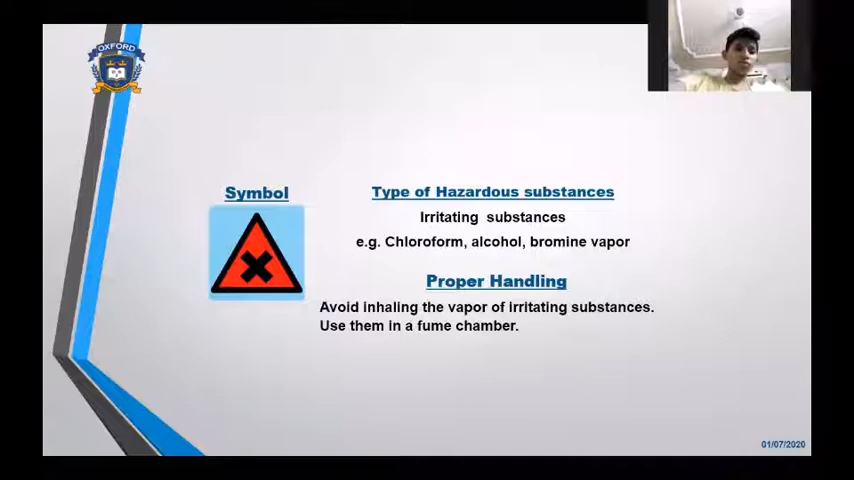 OXFORD
Symbol
Type of Hazardous substances
Irritating substances
e.g. Chloroform, alcohol, bromine vapor
Proper Handling
Avoid inhaling the vapor of irritating substances.
Use them in a fume chamber.
01/07/2020